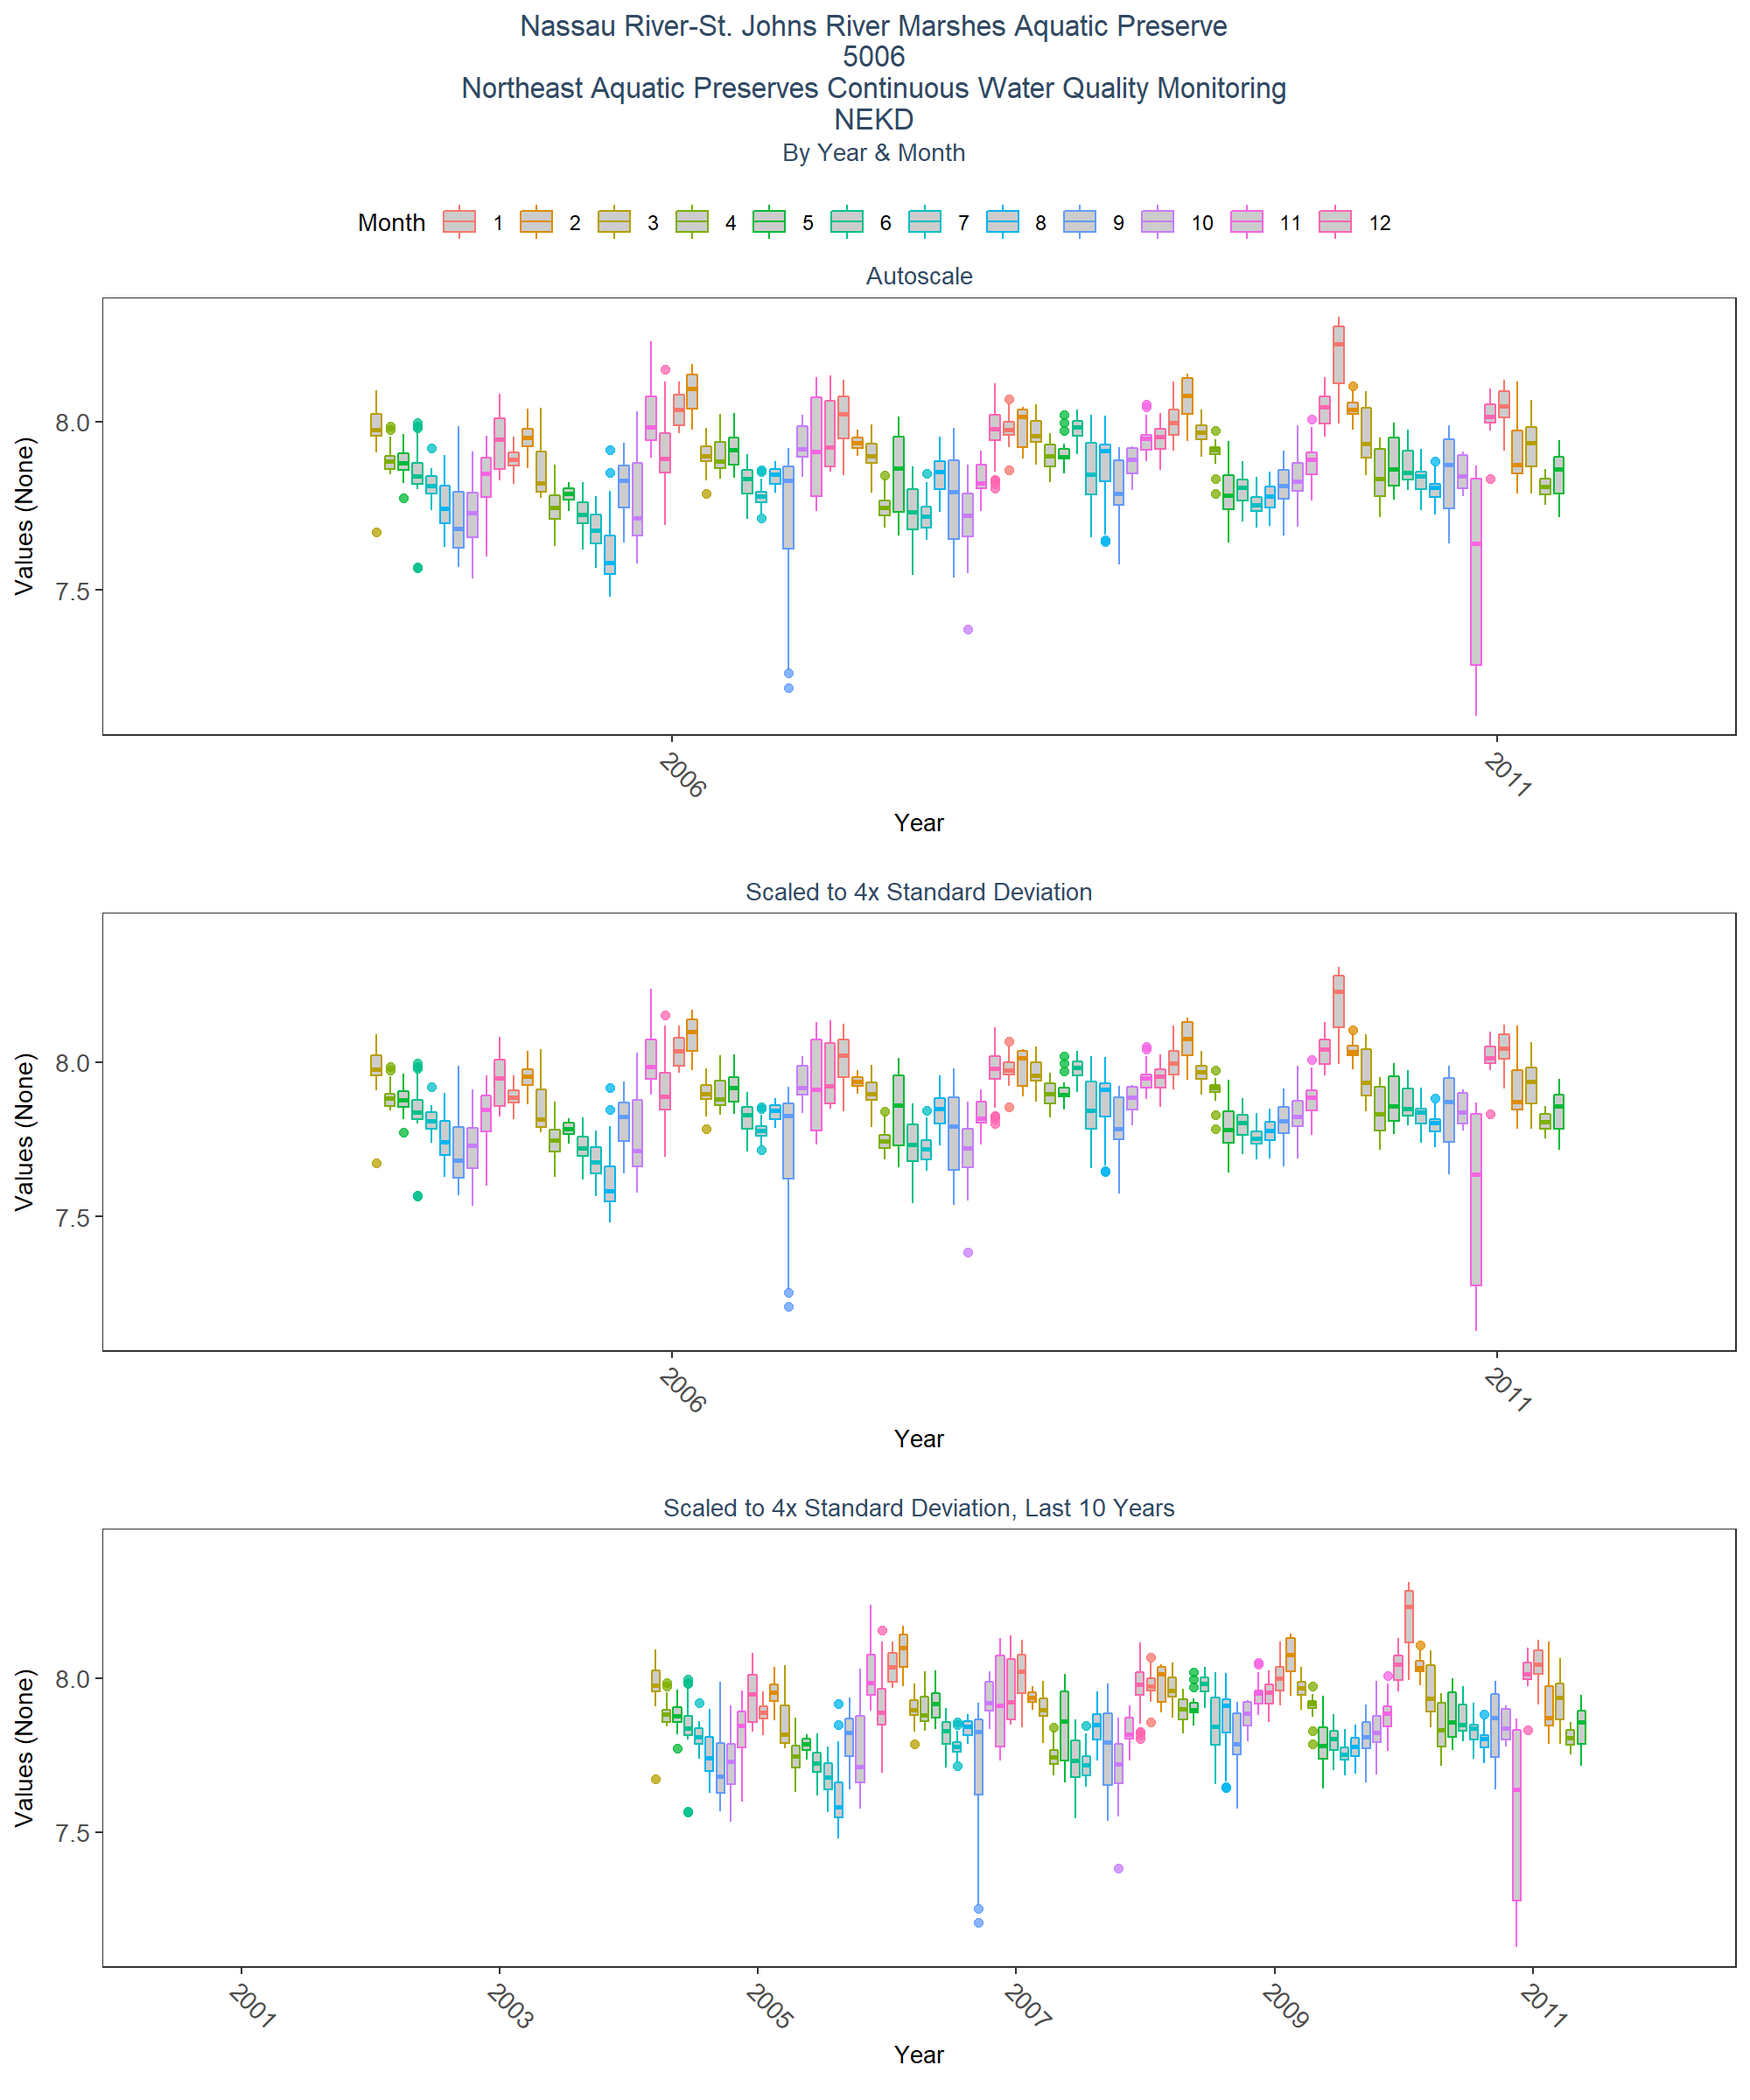 Nassau River-St. Johns River Marshes Aquatic Preserve
5006
Northeast Aquatic Preserves Continuous Water Quality Monitoring
NEKD
By Year & Month
Month 1 2 3 4 5 6 7 8 9 10 11 12
Autoscale
Values (None)
8.0
7.5
2006 2011
Year
Scaled to 4x Standard Deviation
Values (None)
8.0
7.5
2006 2011
Year
Scaled to 4x Standard Deviation, Last 10 Years
Values (None)
8.0
7.5
2001 2003 2005 2007 2009 2011
Year